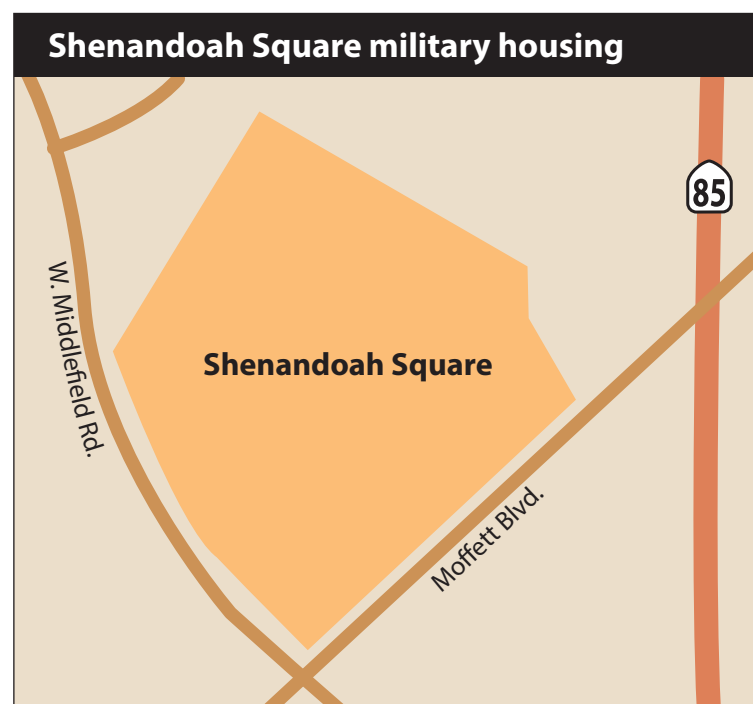 Shenandoah Square military housing
85
W. Middlefield Rd.
Shenandoah Square
Moffett Blvd.